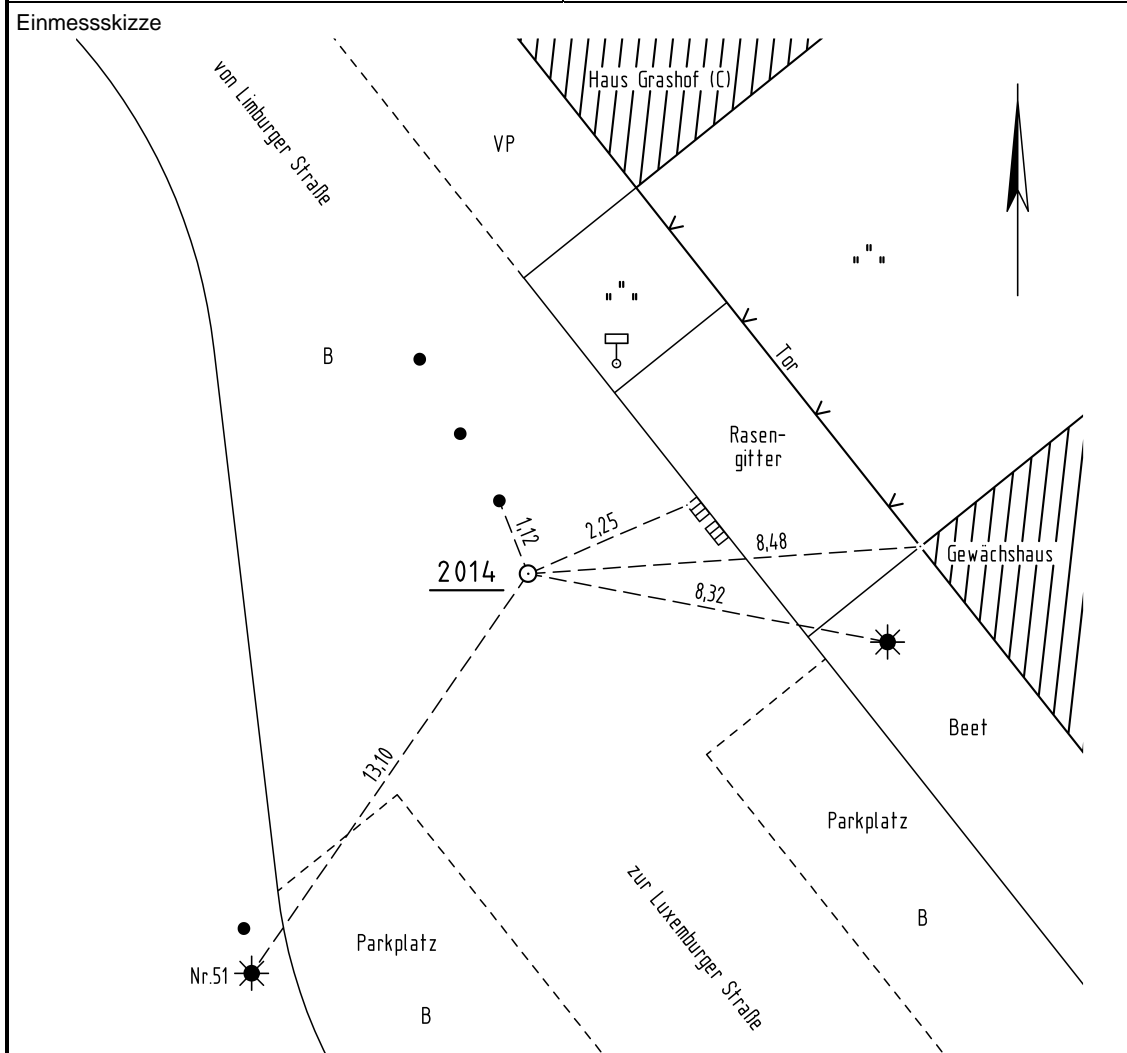 Einmessskizze
Haus Grashof (C)
von Limburger Straße
VP
B
Tor
Rasen-
gitter
1,12
2,25
8,48
Gewächshaus
2014
8,32
Beet
13,10
Parkplatz
zur Luxemburger Straße
B
Parkplatz
Nr.51
B